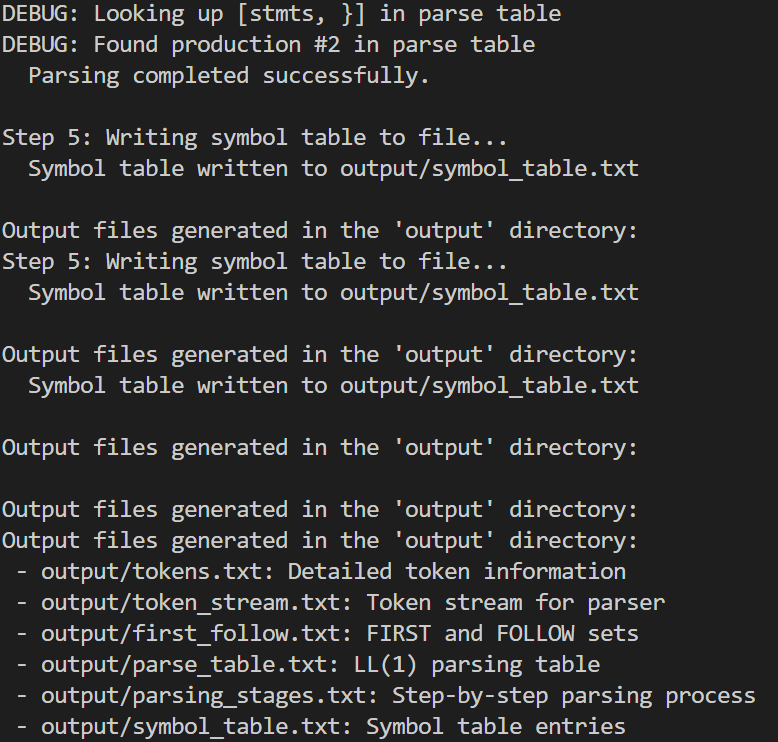 DEBUG: Looking up [stmts, }] in parse table
DEBUG: Found production #2 in parse table
  Parsing completed successfully.

Step 5: Writing symbol table to file...
  Symbol table written to output/symbol_table.txt

Output files generated in the 'output' directory:
Step 5: Writing symbol table to file...
  Symbol table written to output/symbol_table.txt

Output files generated in the 'output' directory:
  Symbol table written to output/symbol_table.txt

Output files generated in the 'output' directory:

Output files generated in the 'output' directory:
Output files generated in the 'output' directory:
 - output/tokens.txt: Detailed token information
 - output/token_stream.txt: Token stream for parser
 - output/first_follow.txt: FIRST and FOLLOW sets
 - output/parse_table.txt: LL(1) parsing table
 - output/parsing_stages.txt: Step-by-step parsing process
 - output/symbol_table.txt: Symbol table entries